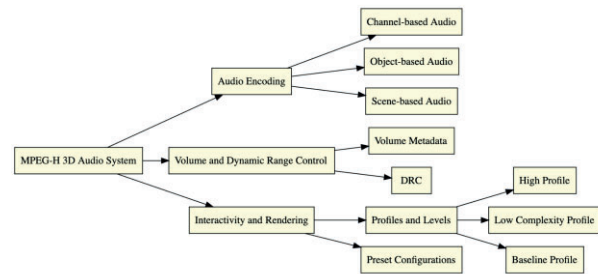 Channel-based Audio
Audio Encoding
Object-based Audio
Scene-based Audio
MPEG-H 3D Audio System
Volume and Dynamic Range Control
Volume Metadata
DRC
Interactivity and Rendering
Profiles and Levels
High Profile
Low Complexity Profile
Baseline Profile
Preset Configurations